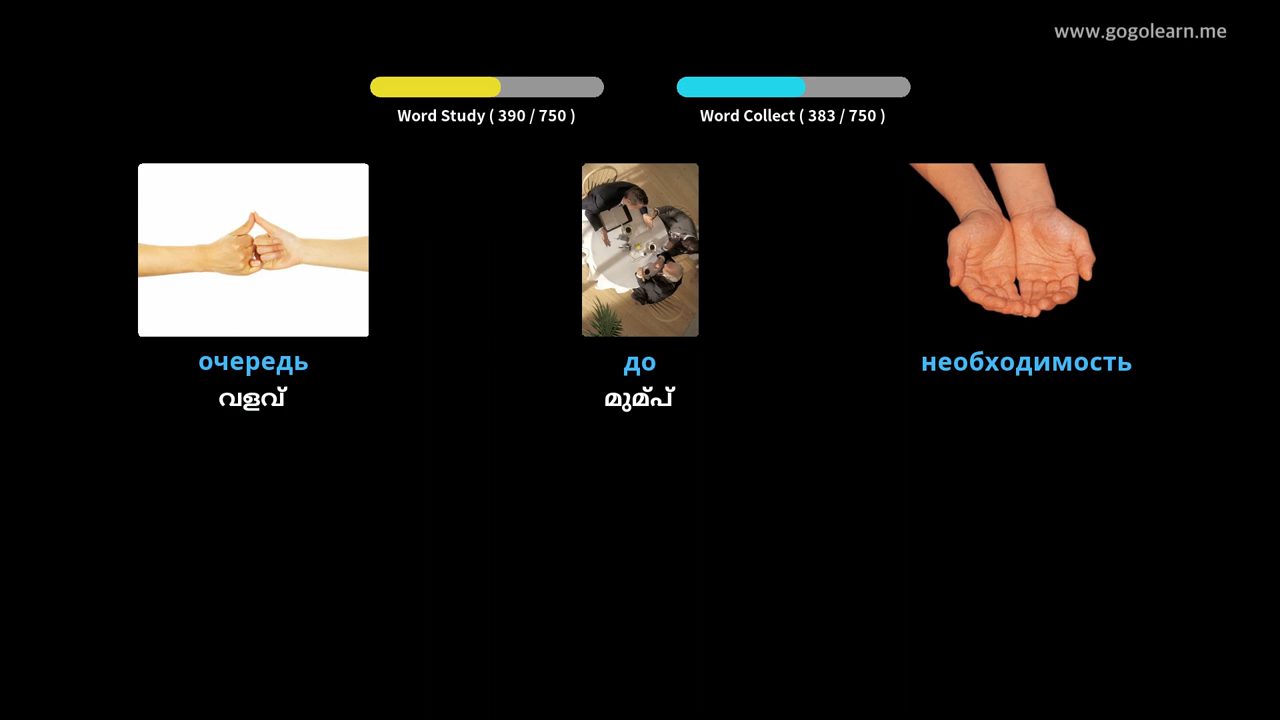 www.gogolearn.me
Word Study ( 390 / 750 )
Word Collect ( 383 / 750 )
очередь
до
необходимость
വളവ്
മുമ്പ്